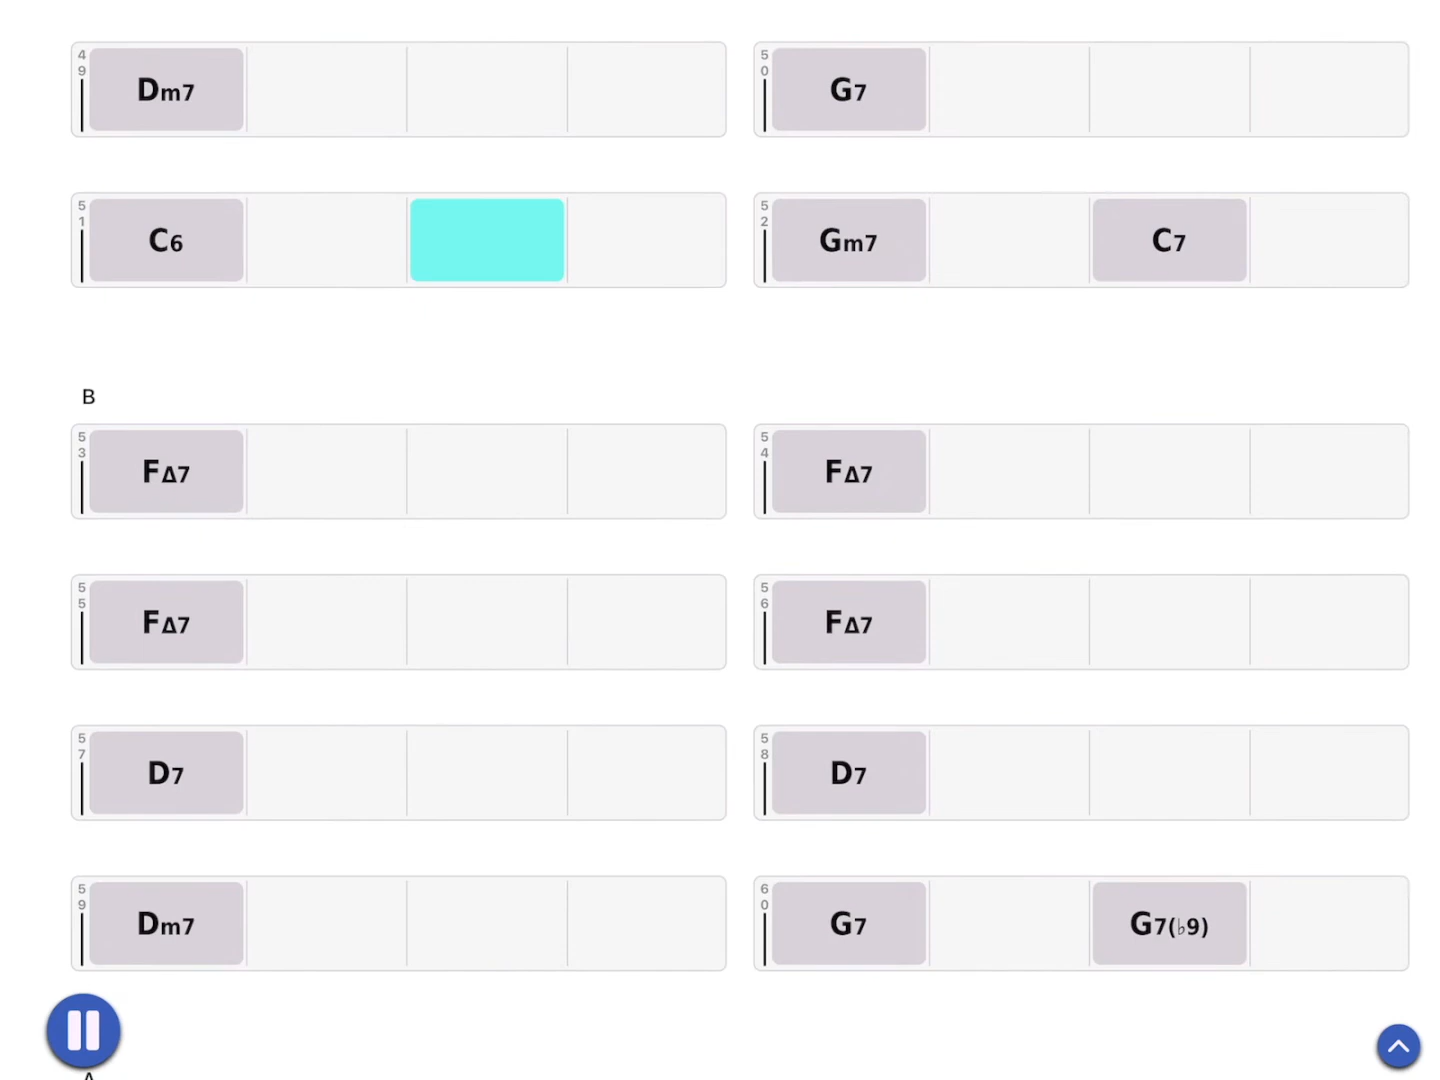 49 Dm7 50 G7
51 C6 52 Gm7 C7
B
53 FΔ7 54 FΔ7
55 FΔ7 56 FΔ7
57 D7 58 D7
59 Dm7 60 G7 G7(♭9)